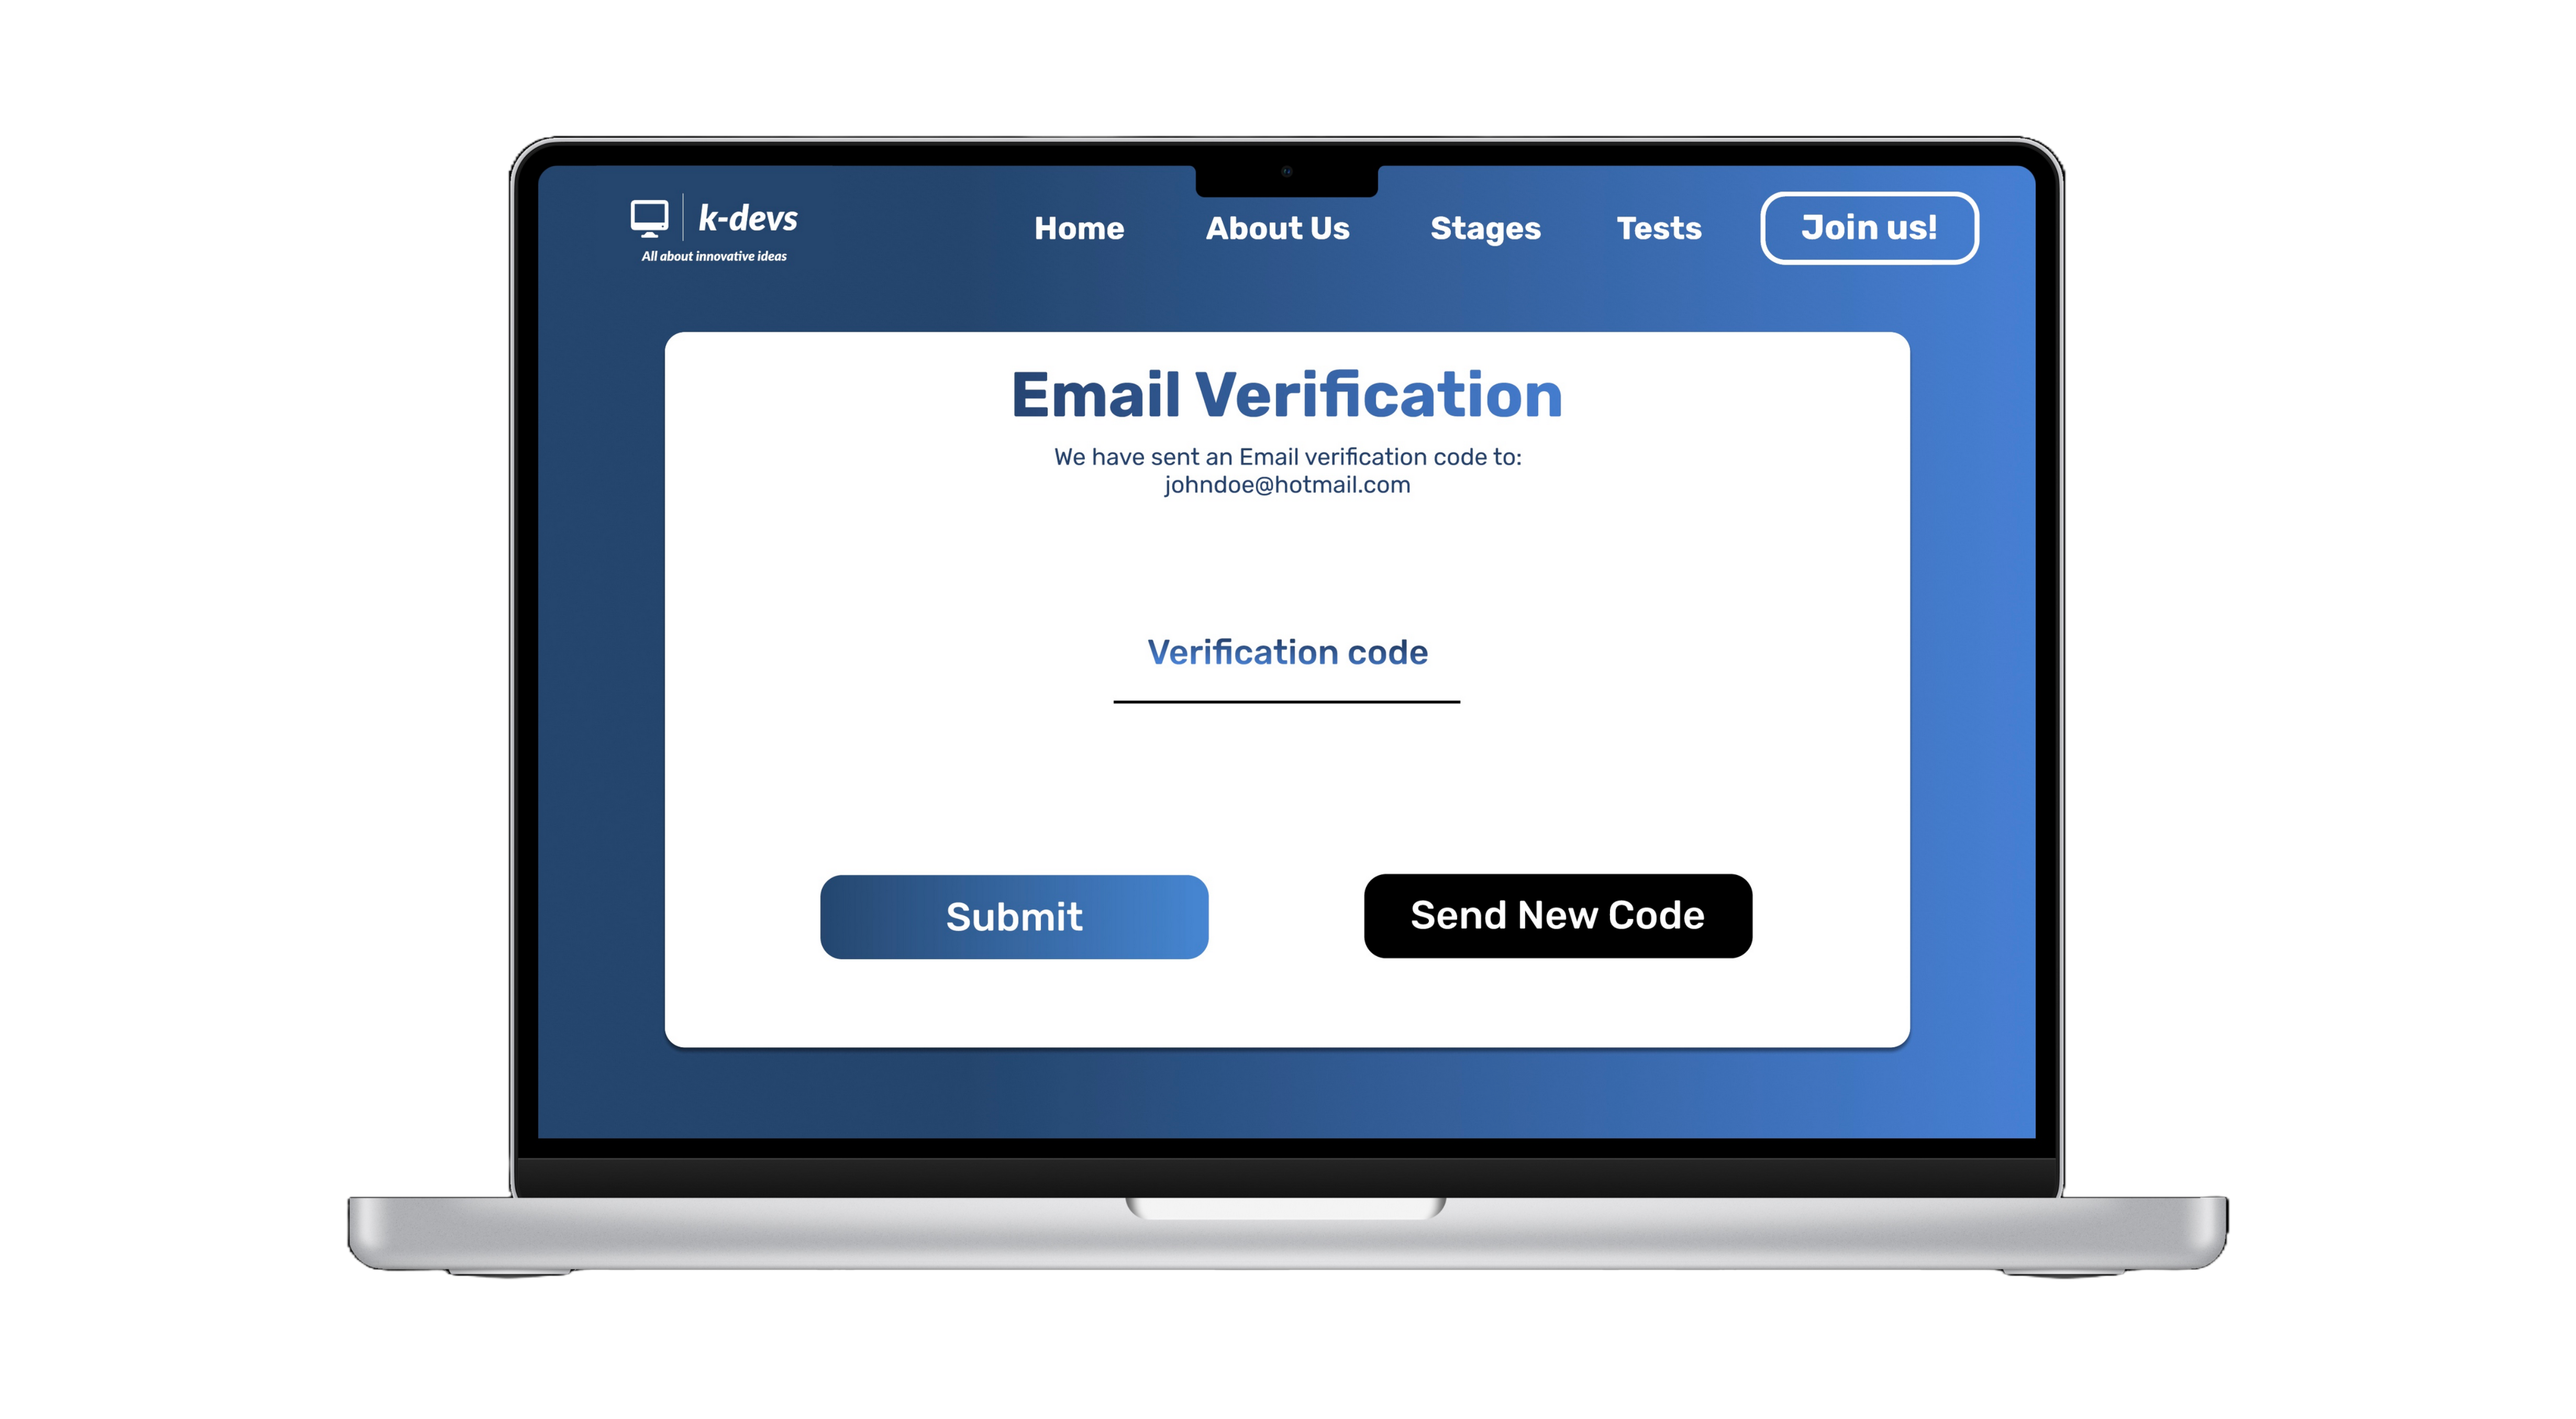 k-devs
All about innovative ideas
Home About Us Stages Tests Join us!
Email Verification
We have sent an Email verification code to:
johndoe@hotmail.com
Verification code
Submit Send New Code